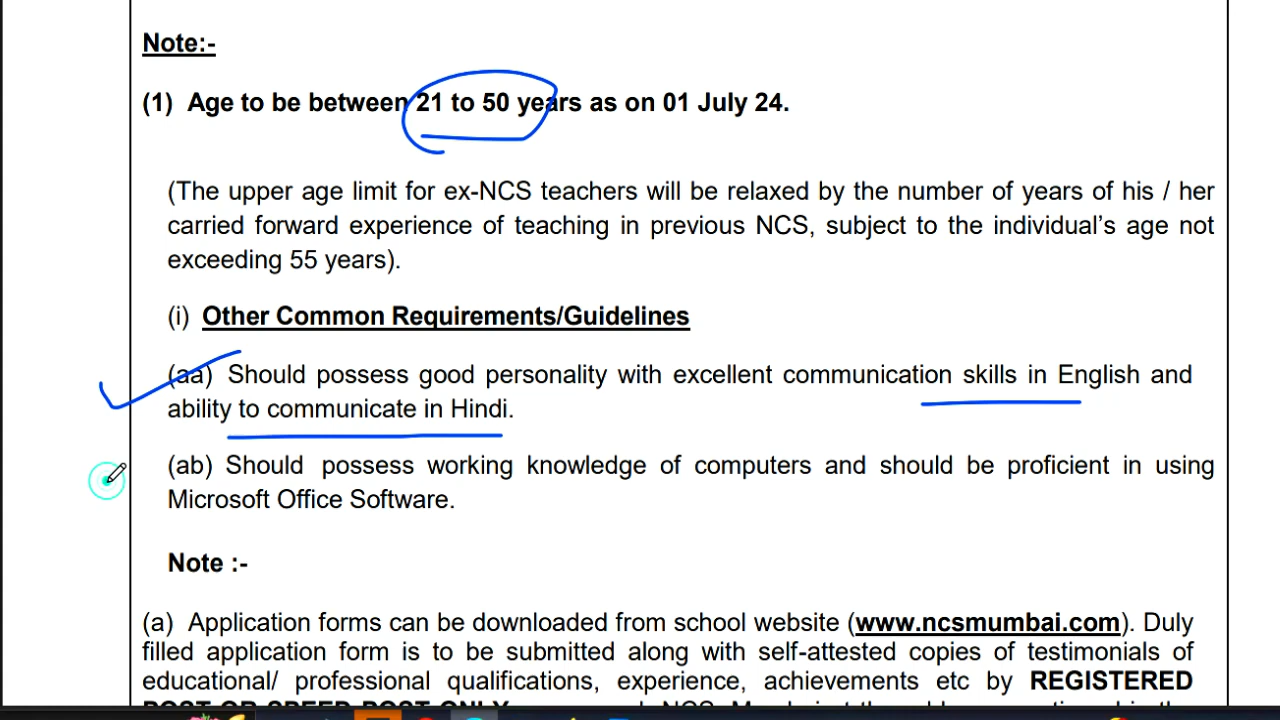 Note:-
(1) Age to be between 21 to 50 years as on 01 July 24.
(The upper age limit for ex-NCS teachers will be relaxed by the number of years of his / her
carried forward experience of teaching in previous NCS, subject to the individual's age not
exceeding 55 years).
(i) Other Common Requirements/Guidelines
(aa) Should possess good personality with excellent communication skills in English and
ability to communicate in Hindi.
(ab) Should possess working knowledge of computers and should be proficient in using
Microsoft Office Software.
Note :-
(a) Application forms can be downloaded from school website (www.ncsmumbai.com). Duly
filled application form is to be submitted along with self-attested copies of testimonials of
educational/ professional qualifications, experience, achievements etc by REGISTERED
POST OR SPEED POST ONLY